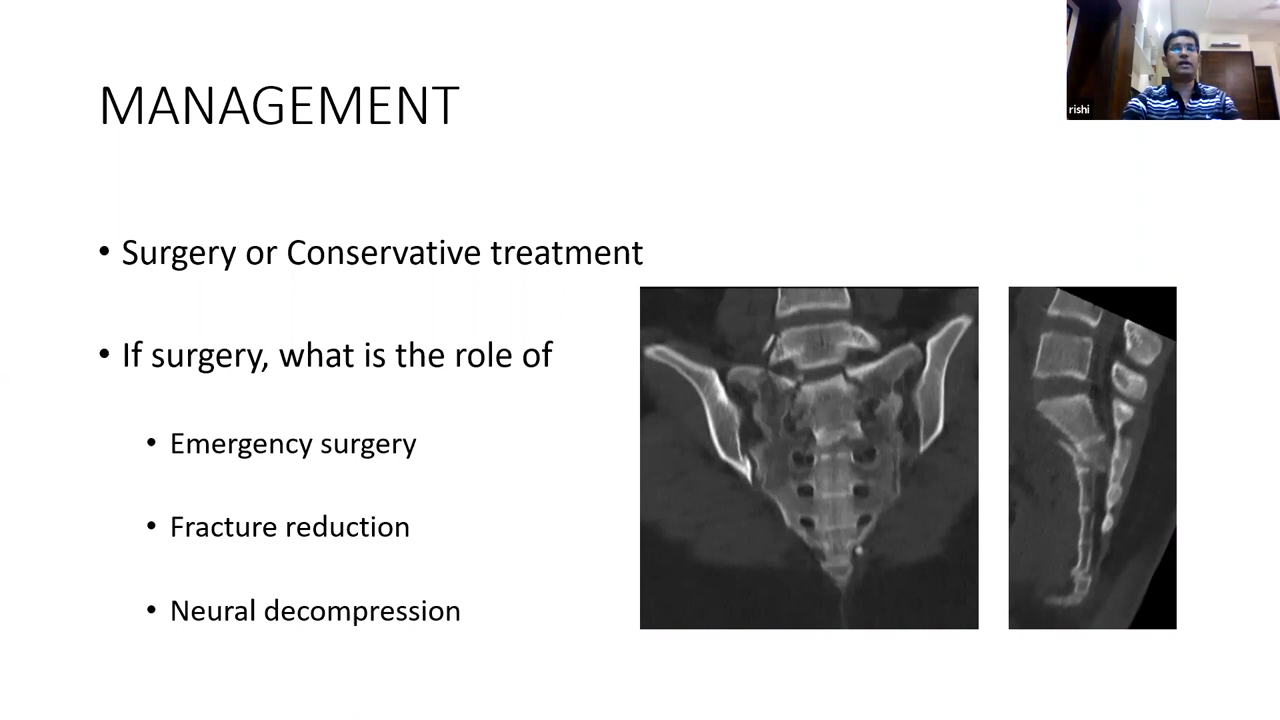 MANAGEMENT
rishi
• Surgery or Conservative treatment
• If surgery, what is the role of
• Emergency surgery
• Fracture reduction
• Neural decompression